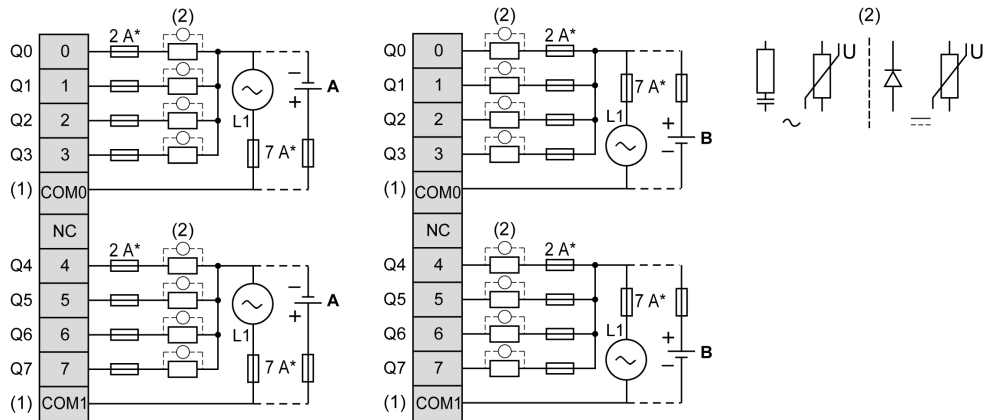 (2)
2 A*
Q0 0
Q1 1
Q2 2
Q3 3
(1) COM0
NC
L1
7 A*
− + A
(2)
2 A*
Q4 4
Q5 5
Q6 6
Q7 7
(1) COM1
L1
7 A*
− + A
(2)
2 A*
Q0 0
Q1 1
Q2 2
Q3 3
(1) COM0
NC
7 A*
L1
+ − B
(2)
2 A*
Q4 4
Q5 5
Q6 6
Q7 7
(1) COM1
7 A*
L1
+ − B
(2)
U
U